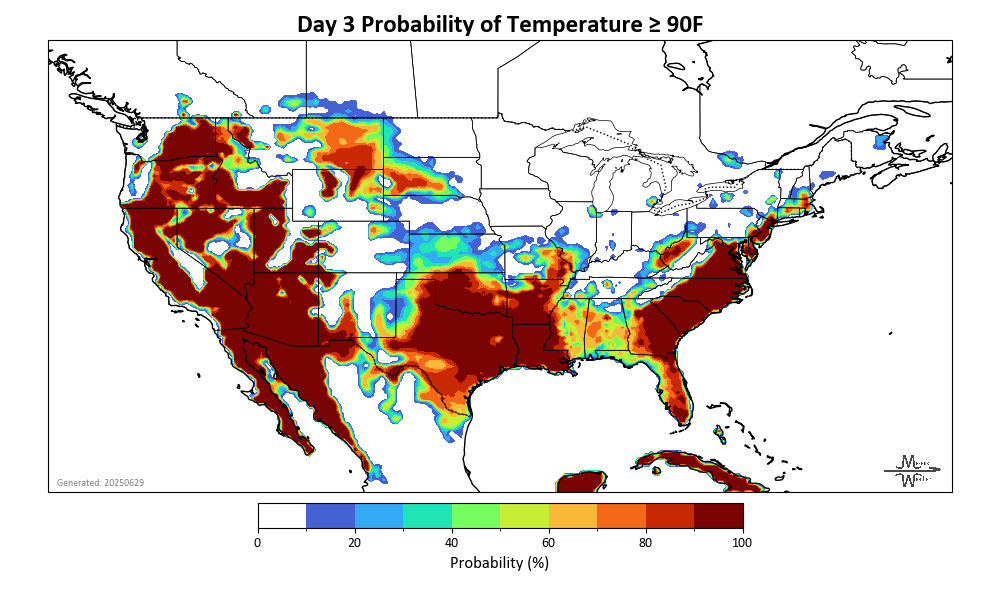 Day 3 Probability of Temperature ≥ 90F
Generated: 20250629
0 20 40 60 80 100
Probability (%)